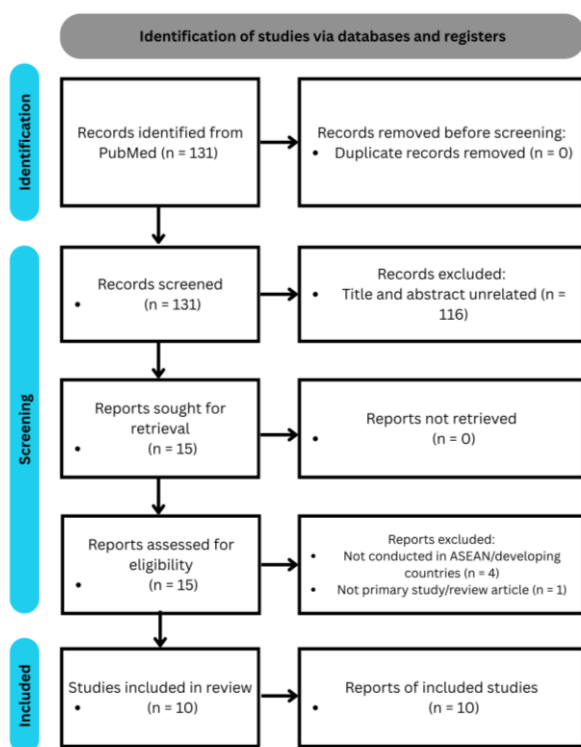 Identification of studies via databases and registers
Identification
Records identified from
PubMed (n = 131)
Records removed before screening:
• Duplicate records removed (n = 0)
Screening
Records screened
• (n = 131)
Records excluded:
• Title and abstract unrelated (n =
116)
Reports sought for
retrieval
• (n = 15)
Reports not retrieved
• (n = 0)
Reports assessed for
eligibility
• (n = 15)
Reports excluded:
• Not conducted in ASEAN/developing
countries (n = 4)
• Not primary study/review article (n = 1)
Included
Studies included in review
• (n = 10)
Reports of included studies
• (n = 10)